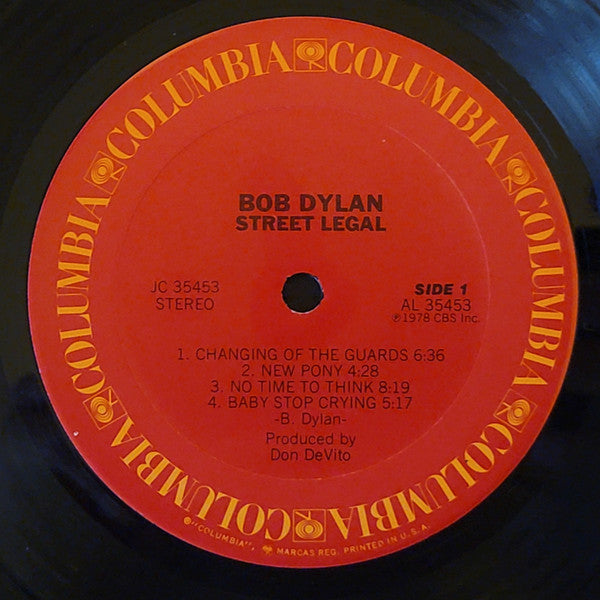 COLUMBIA COLUMBIA COLUMBIA COLUMBIA COLUMBIA COLUMBIA
BOB DYLAN
STREET LEGAL
JC 35453
STEREO
SIDE 1
AL 35453
℗ 1978 CBS Inc.
1. CHANGING OF THE GUARDS 6:36
2. NEW PONY 4:28
3. NO TIME TO THINK 8:19
4. BABY STOP CRYING 5:17
-B. Dylan-
Produced by
Don DeVito
"COLUMBIA", MARCAS REG. PRINTED IN U.S.A.